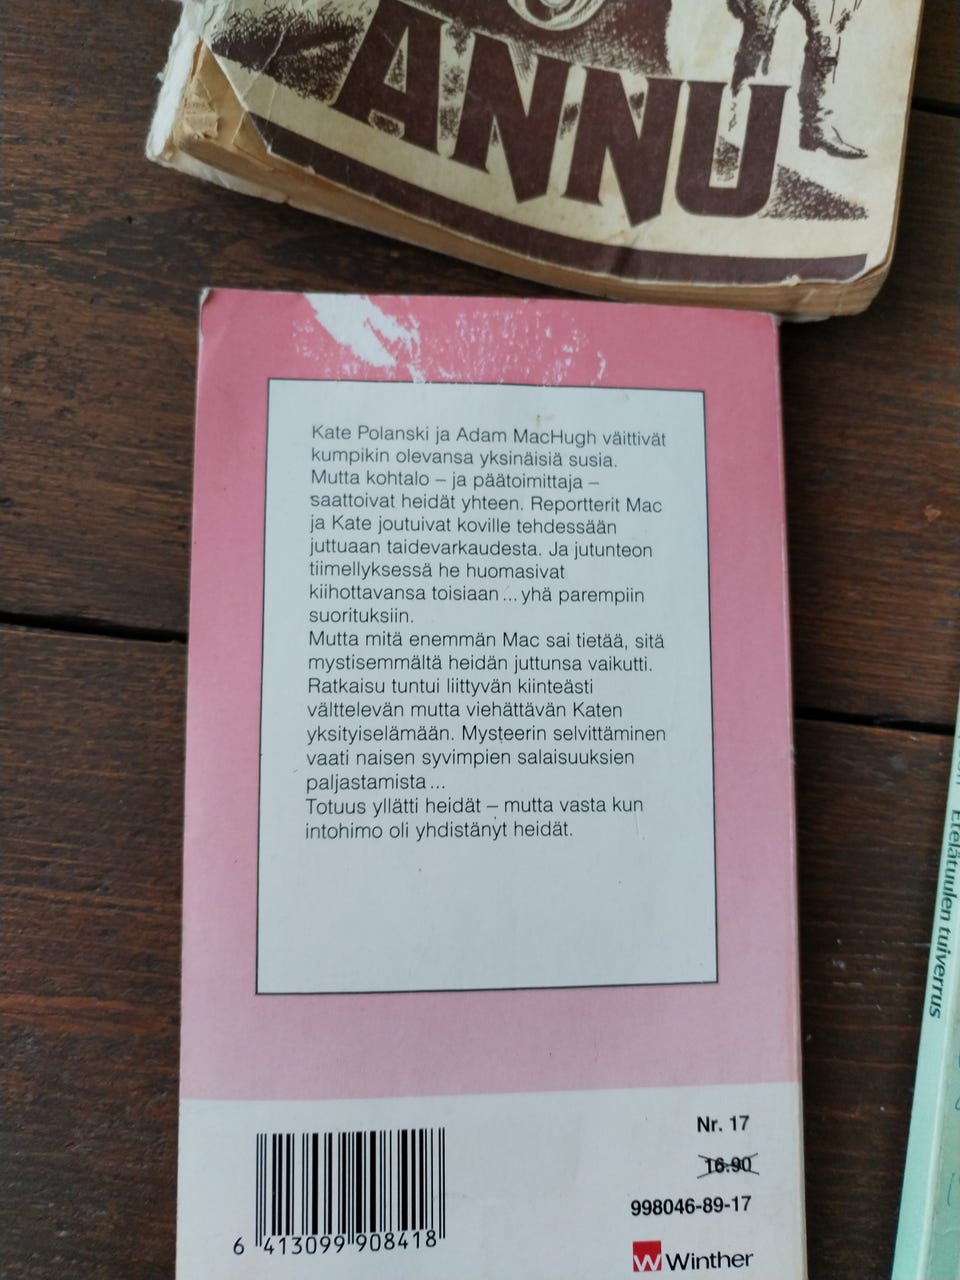 ANNU
Kate Polanski ja Adam MacHugh väittivät
kumpikin olevansa yksinäisiä susia.
Mutta kohtalo – ja päätoimittaja –
saattoivat heidät yhteen. Reportterit Mac
ja Kate joutuivat koville tehdessään
juttuaan taidevarkaudesta. Ja jutunteon
tiimellyksessä he huomasivat
kiihottavansa toisiaan ... yhä parempiin
suorituksiin.
Mutta mitä enemmän Mac sai tietää, sitä
mystisemmältä heidän juttunsa vaikutti.
Ratkaisu tuntui liittyvän kiinteästi
välttelevän mutta viehättävän Katen
yksityiselämään. Mysteerin selvittäminen
vaati naisen syvimpien salaisuuksien
paljastamista ...
Totuus yllätti heidät – mutta vasta kun
intohimo oli yhdistänyt heidät.
Nr. 17
16.90
998046-89-17
W Winther
6 413099 908418
Etelätuulen tuiverrus